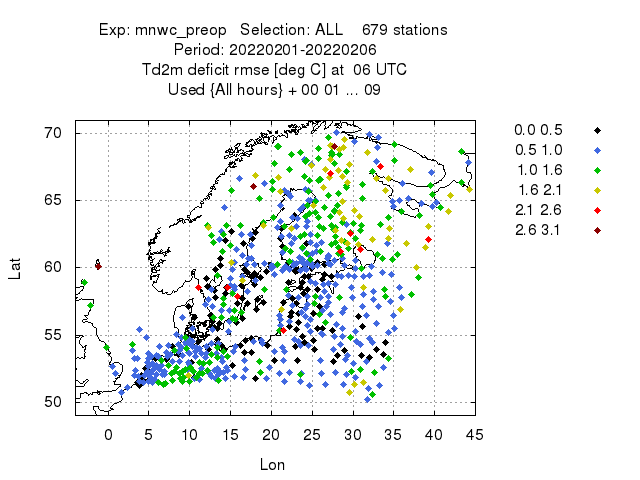 Exp: mnwc_preop   Selection: ALL    679 stations
Period: 20220201-20220206
Td2m deficit rmse [deg C] at  06 UTC
Used {All hours} + 00 01 ... 09
70
65
60
55
50
0 5 10 15 20 25 30 35 40 45
Lat
Lon
0.0 0.5
0.5 1.0
1.0 1.6
1.6 2.1
2.1 2.6
2.6 3.1